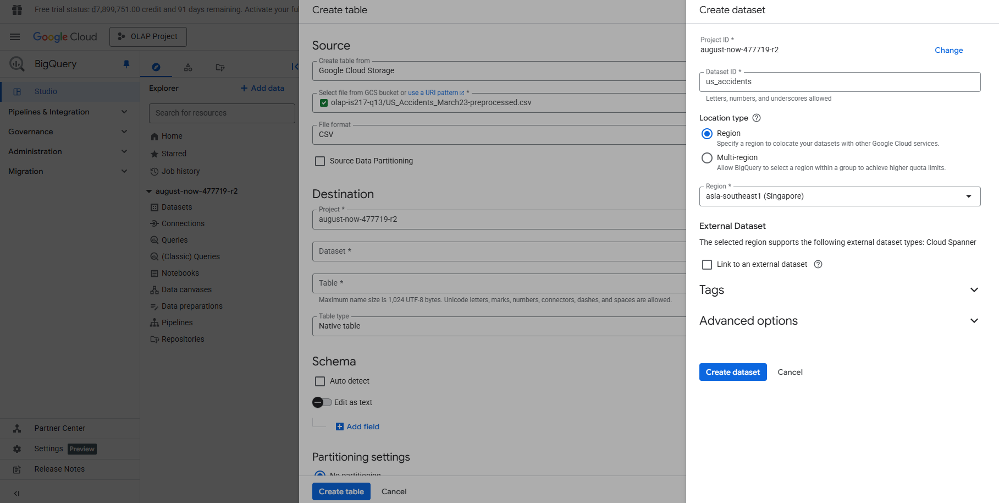 Free trial status: ₫7,899,751.00 credit and 91 days remaining. Activate your ful
Google Cloud
OLAP Project
BigQuery
Studio
Pipelines & Integration
Governance
Administration
Migration
Partner Center
Settings Preview
Release Notes
Explorer
+ Add data
Search for resources
Home
Starred
Job history
august-now-477719-r2
Datasets
Connections
Queries
(Classic) Queries
Notebooks
Data canvases
Data preparations
Pipelines
Repositories
Create table
Source
Create table from
Google Cloud Storage
Select file from GCS bucket or use a URI pattern *
olap-is217-q13/US_Accidents_March23-preprocessed.csv
File format
CSV
Source Data Partitioning
Destination
Project *
august-now-477719-r2
Dataset *
Table *
Maximum name size is 1,024 UTF-8 bytes. Unicode letters, marks, numbers, connectors, dashes, and spaces are allowed.
Table type
Native table
Schema
Auto detect
Edit as text
Add field
Partitioning settings
No partitioning
Create table
Cancel
Create dataset
Project ID *
august-now-477719-r2
Change
Dataset ID *
us_accidents
Letters, numbers, and underscores allowed
Location type
Region
Specify a region to colocate your datasets with other Google Cloud services.
Multi-region
Allow BigQuery to select a region within a group to achieve higher quota limits.
Region *
asia-southeast1 (Singapore)
External Dataset
The selected region supports the following external dataset types: Cloud Spanner
Link to an external dataset
Tags
Advanced options
Create dataset
Cancel